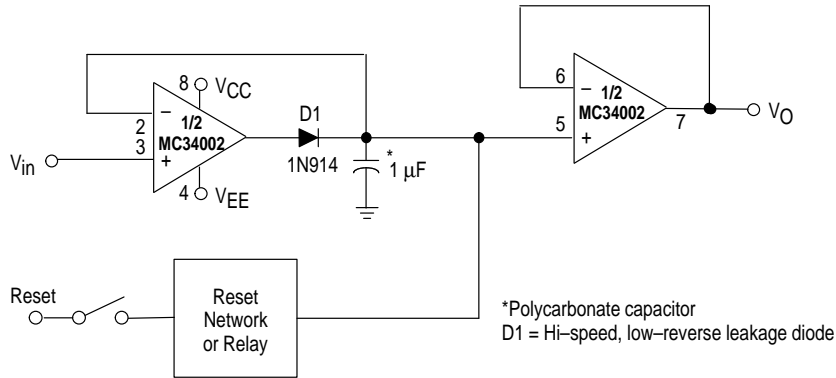 8
VCC
2
−
1/2
MC34002
3
+
Vin
4
VEE
D1
1N914
*
1 μF
6
−
1/2
MC34002
5
+
7
VO
Reset
Reset
Network
or Relay
*Polycarbonate capacitor
D1 = Hi–speed, low–reverse leakage diode